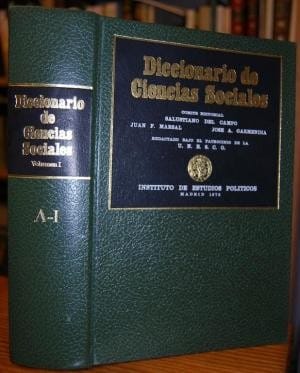 Diccionario
de
Ciencias
Sociales
Volumen I
A-I
Diccionario de
Ciencias Sociales
COMITE EDITORIAL
SALUSTIANO DEL CAMPO
JUAN F. MARSAL JOSE A. GARMENDIA
REDACTADO BAJO EL PATROCINIO DE LA
U. N. E. S. C. O.
INSTITUTO DE ESTUDIOS POLITICOS
MADRID 1975